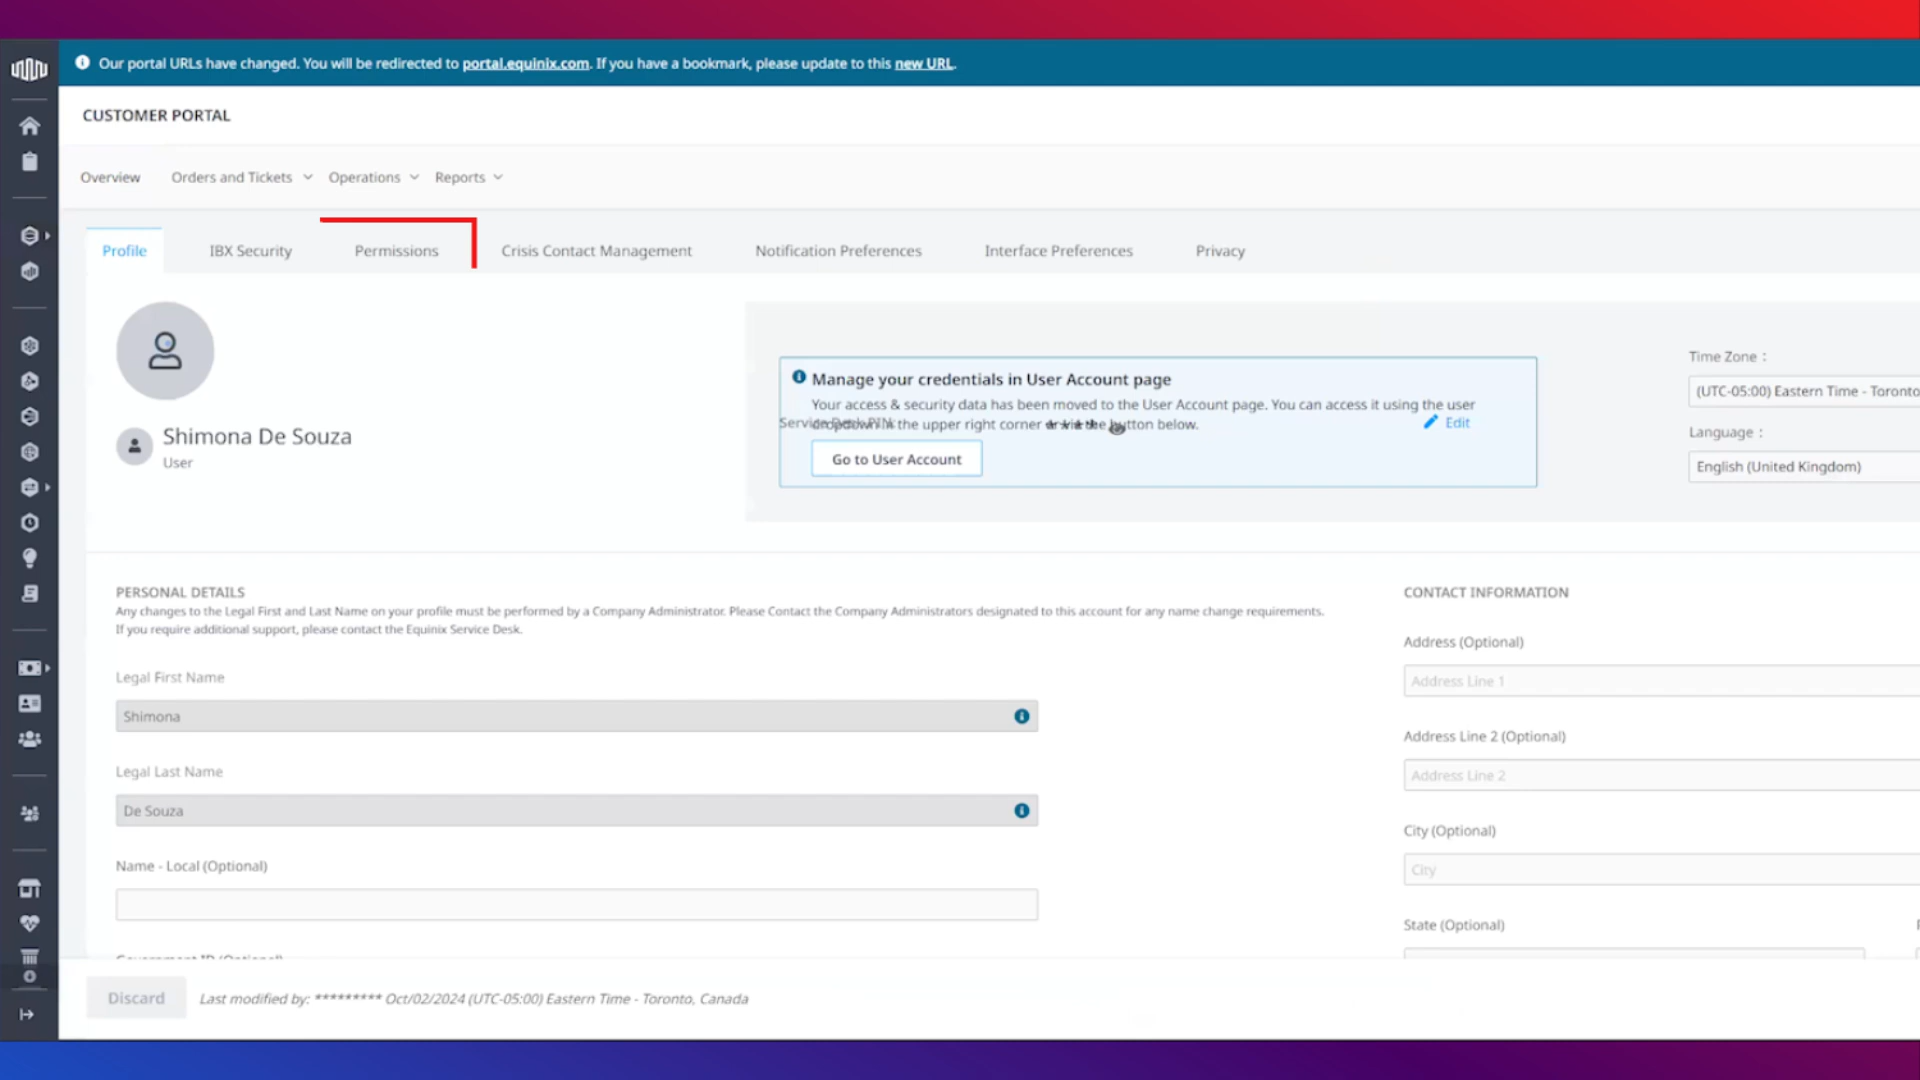 Our portal URLs have changed. You will be redirected to portal.equinix.com. If you have a bookmark, please update to this new URL.
CUSTOMER PORTAL
Overview Orders and Tickets Operations Reports
Profile IBX Security Permissions Crisis Contact Management Notification Preferences Interface Preferences Privacy
Manage your credentials in User Account page
Your access & security data has been moved to the User Account page. You can access it using the user
dropdown in the upper right corner or via the button below.
Edit
Go to User Account
Time Zone :
(UTC-05:00) Eastern Time - Toronto
Language :
English (United Kingdom)
Shimona De Souza
User
PERSONAL DETAILS
Any changes to the Legal First and Last Name on your profile must be performed by a Company Administrator. Please Contact the Company Administrators designated to this account for any name change requirements.
If you require additional support, please contact the Equinix Service Desk.
Legal First Name
Shimona
Legal Last Name
De Souza
Name - Local (Optional)
Government ID (Optional)
CONTACT INFORMATION
Address (Optional)
Address Line 1
Address Line 2 (Optional)
Address Line 2
City (Optional)
City
State (Optional)
Discard
Last modified by: ********* Oct/02/2024 (UTC-05:00) Eastern Time - Toronto, Canada